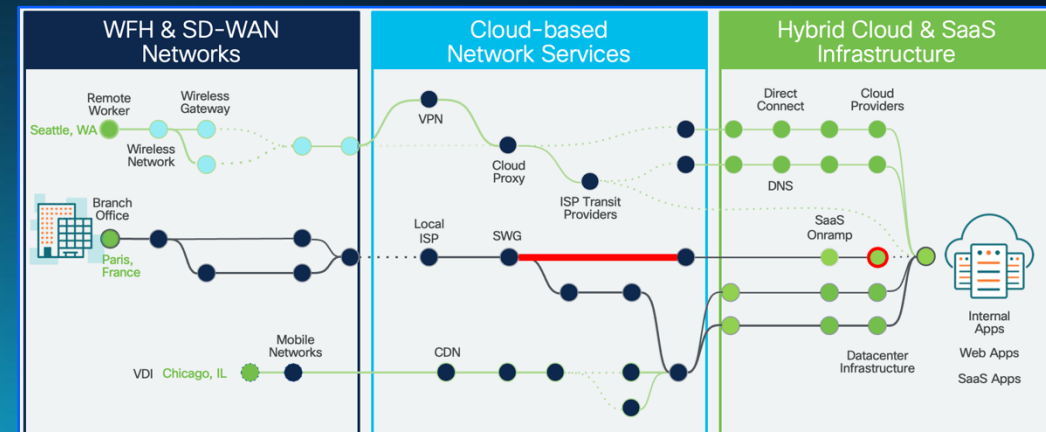 WFH & SD-WAN
Networks
Cloud-based
Network Services
Hybrid Cloud & SaaS
Infrastructure
Remote
Worker
Wireless
Gateway
Seattle, WA
Wireless
Network
VPN
Cloud
Proxy
ISP Transit
Providers
Direct
Connect
Cloud
Providers
DNS
Branch
Office
Paris,
France
Local
ISP
SWG
SaaS
Onramp
Internal
Apps
Web Apps
SaaS Apps
Mobile
Networks
VDI
Chicago, IL
CDN
Datacenter
Infrastructure